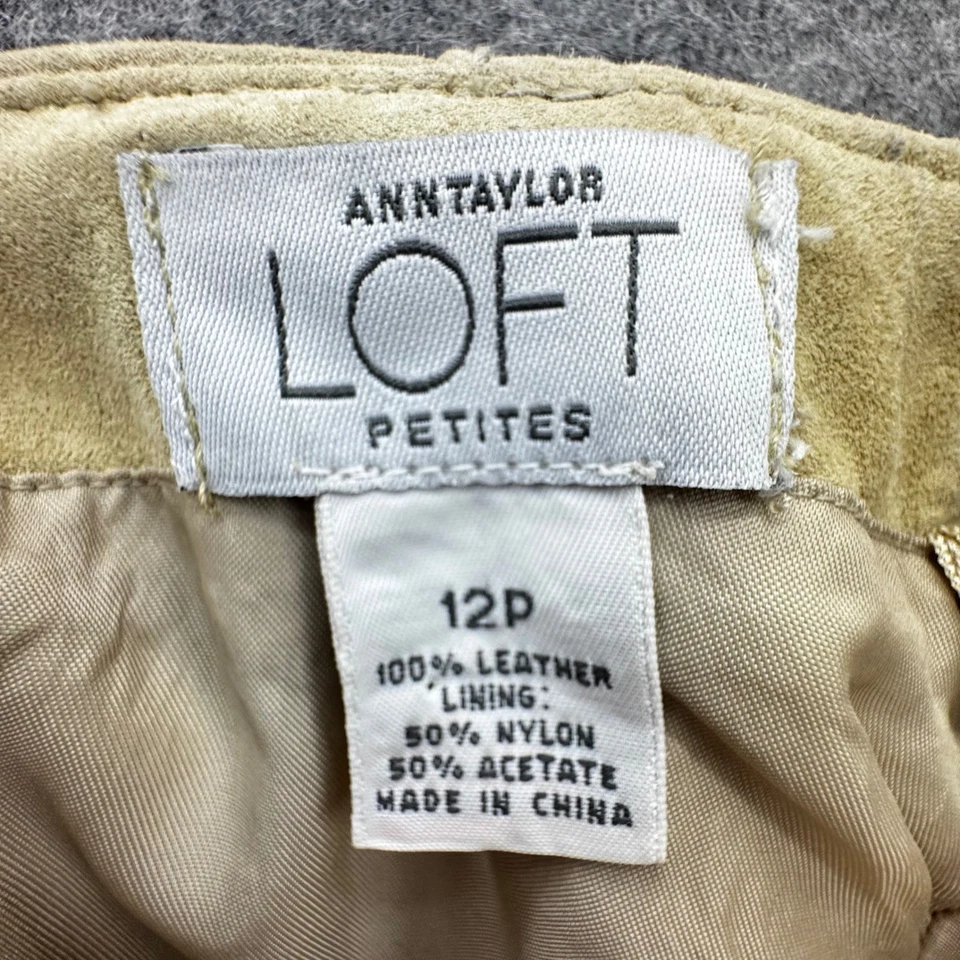 ANNTAYLOR
LOFT
PETITES
12P
100% LEATHER
LINING:
50% NYLON
50% ACETATE
MADE IN CHINA